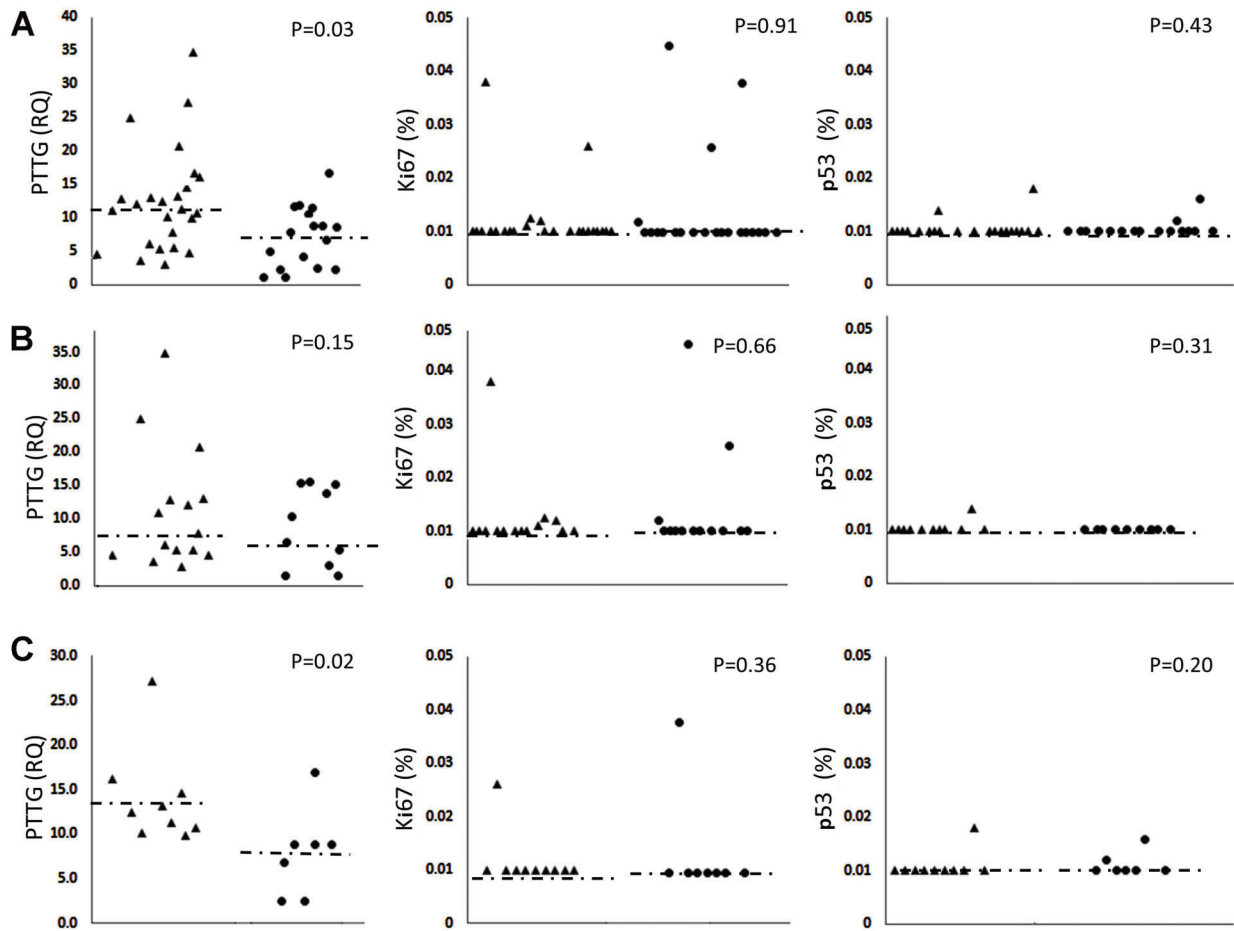 A
PTTG (RQ)
40
35
30
25
20
15
10
5
0
P=0.03
Ki67 (%)
0.05
0.04
0.03
0.02
0.01
0
P=0.91
p53 (%)
0.05
0.04
0.03
0.02
0.01
0
P=0.43
B
PTTG (RQ)
35.0
30.0
25.0
20.0
15.0
10.0
5.0
0.0
P=0.15
Ki67 (%)
0.05
0.04
0.03
0.02
0.01
0
P=0.66
p53 (%)
0.05
0.04
0.03
0.02
0.01
0
P=0.31
C
PTTG (RQ)
30.0
25.0
20.0
15.0
10.0
5.0
0.0
P=0.02
Ki67 (%)
0.05
0.04
0.03
0.02
0.01
0
P=0.36
p53 (%)
0.05
0.04
0.03
0.02
0.01
0
P=0.20